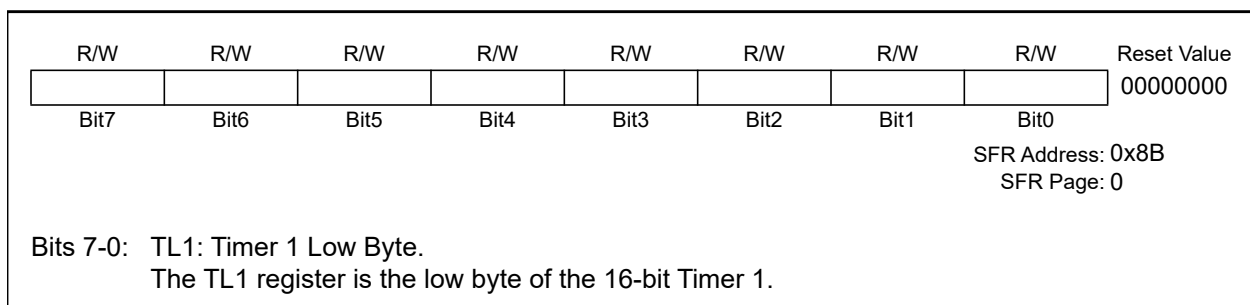 R/W R/W R/W R/W R/W R/W R/W R/W Reset Value
00000000
Bit7 Bit6 Bit5 Bit4 Bit3 Bit2 Bit1 Bit0
SFR Address: 0x8B
SFR Page: 0
Bits 7-0: TL1: Timer 1 Low Byte.
The TL1 register is the low byte of the 16-bit Timer 1.